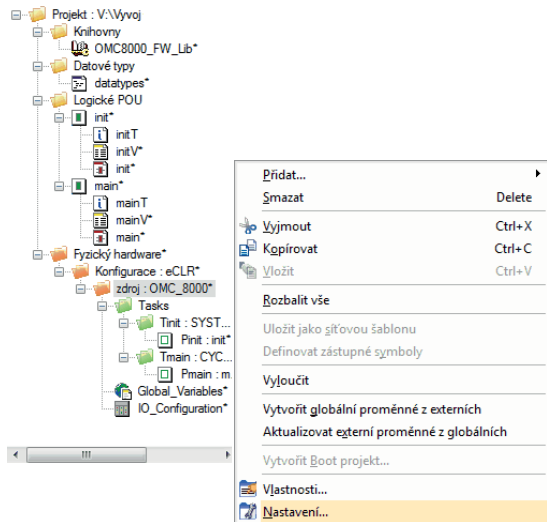 Projekt : V:\Vyvoj
Knihovny
OMC8000_FW_Lib*
Datové typy
datatypes*
Logické POU
init*
initT
initV*
init*
main*
mainT
mainV*
main*
Fyzický hardware*
Konfigurace : eCLR*
zdroj : OMC_8000*
Tasks
Tinit : SYST...
Pinit : init*
Tmain : CYC...
Pmain : m.
Global_Variables*
IO_Configuration*
Přidat...
Smazat Delete
Vyjmout Ctrl+X
Kopírovat Ctrl+C
Vložit Ctrl+V
Rozbalit vše
Uložit jako síťovou šablonu
Definovat zástupné symboly
Vyloučit
Vytvořit globální proměnné z externích
Aktualizovat externí proměnné z globálních
Vytvořit Boot projekt...
Vlastnosti...
Nastavení...